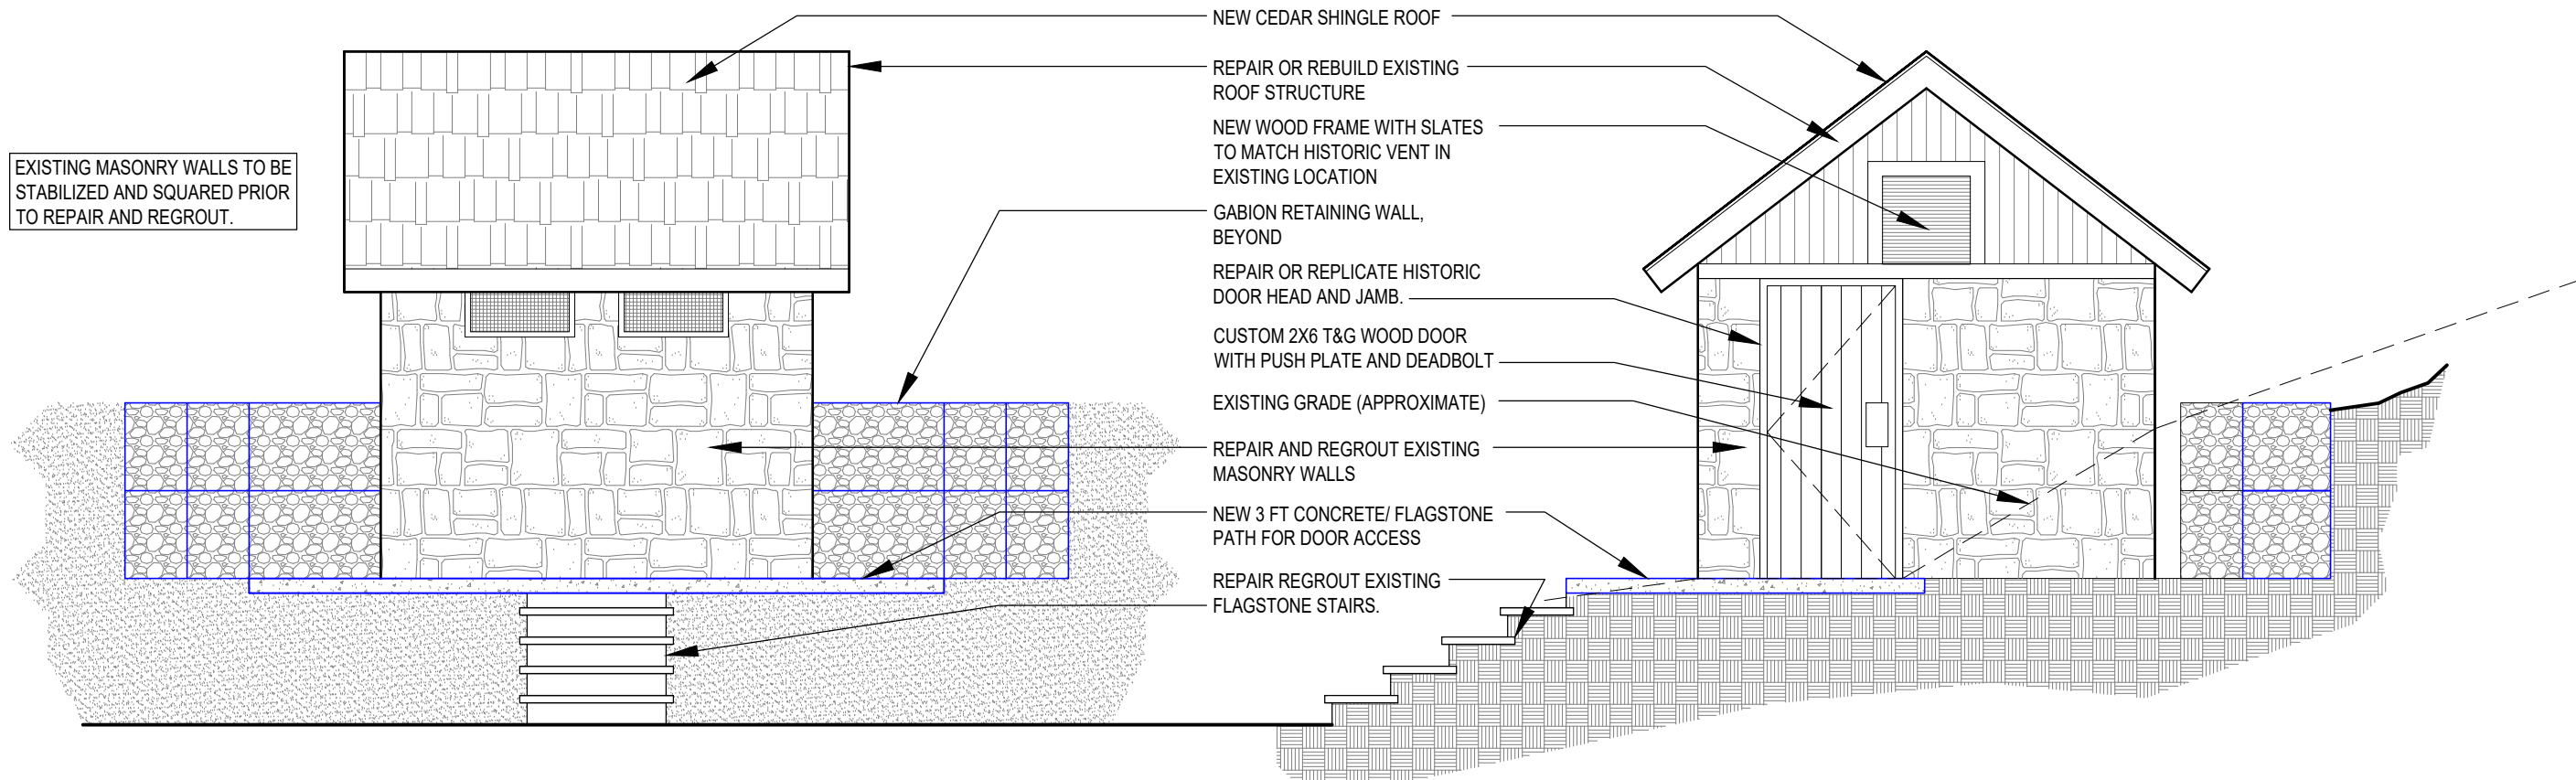 NEW CEDAR SHINGLE ROOF
REPAIR OR REBUILD EXISTING
ROOF STRUCTURE
NEW WOOD FRAME WITH SLATES
TO MATCH HISTORIC VENT IN
EXISTING LOCATION
EXISTING MASONRY WALLS TO BE
STABILIZED AND SQUARED PRIOR
TO REPAIR AND REGROUT.
GABION RETAINING WALL,
BEYOND
REPAIR OR REPLICATE HISTORIC
DOOR HEAD AND JAMB.
CUSTOM 2X6 T&G WOOD DOOR
WITH PUSH PLATE AND DEADBOLT
EXISTING GRADE (APPROXIMATE)
REPAIR AND REGROUT EXISTING
MASONRY WALLS
NEW 3 FT CONCRETE/ FLAGSTONE
PATH FOR DOOR ACCESS
REPAIR REGROUT EXISTING
FLAGSTONE STAIRS.